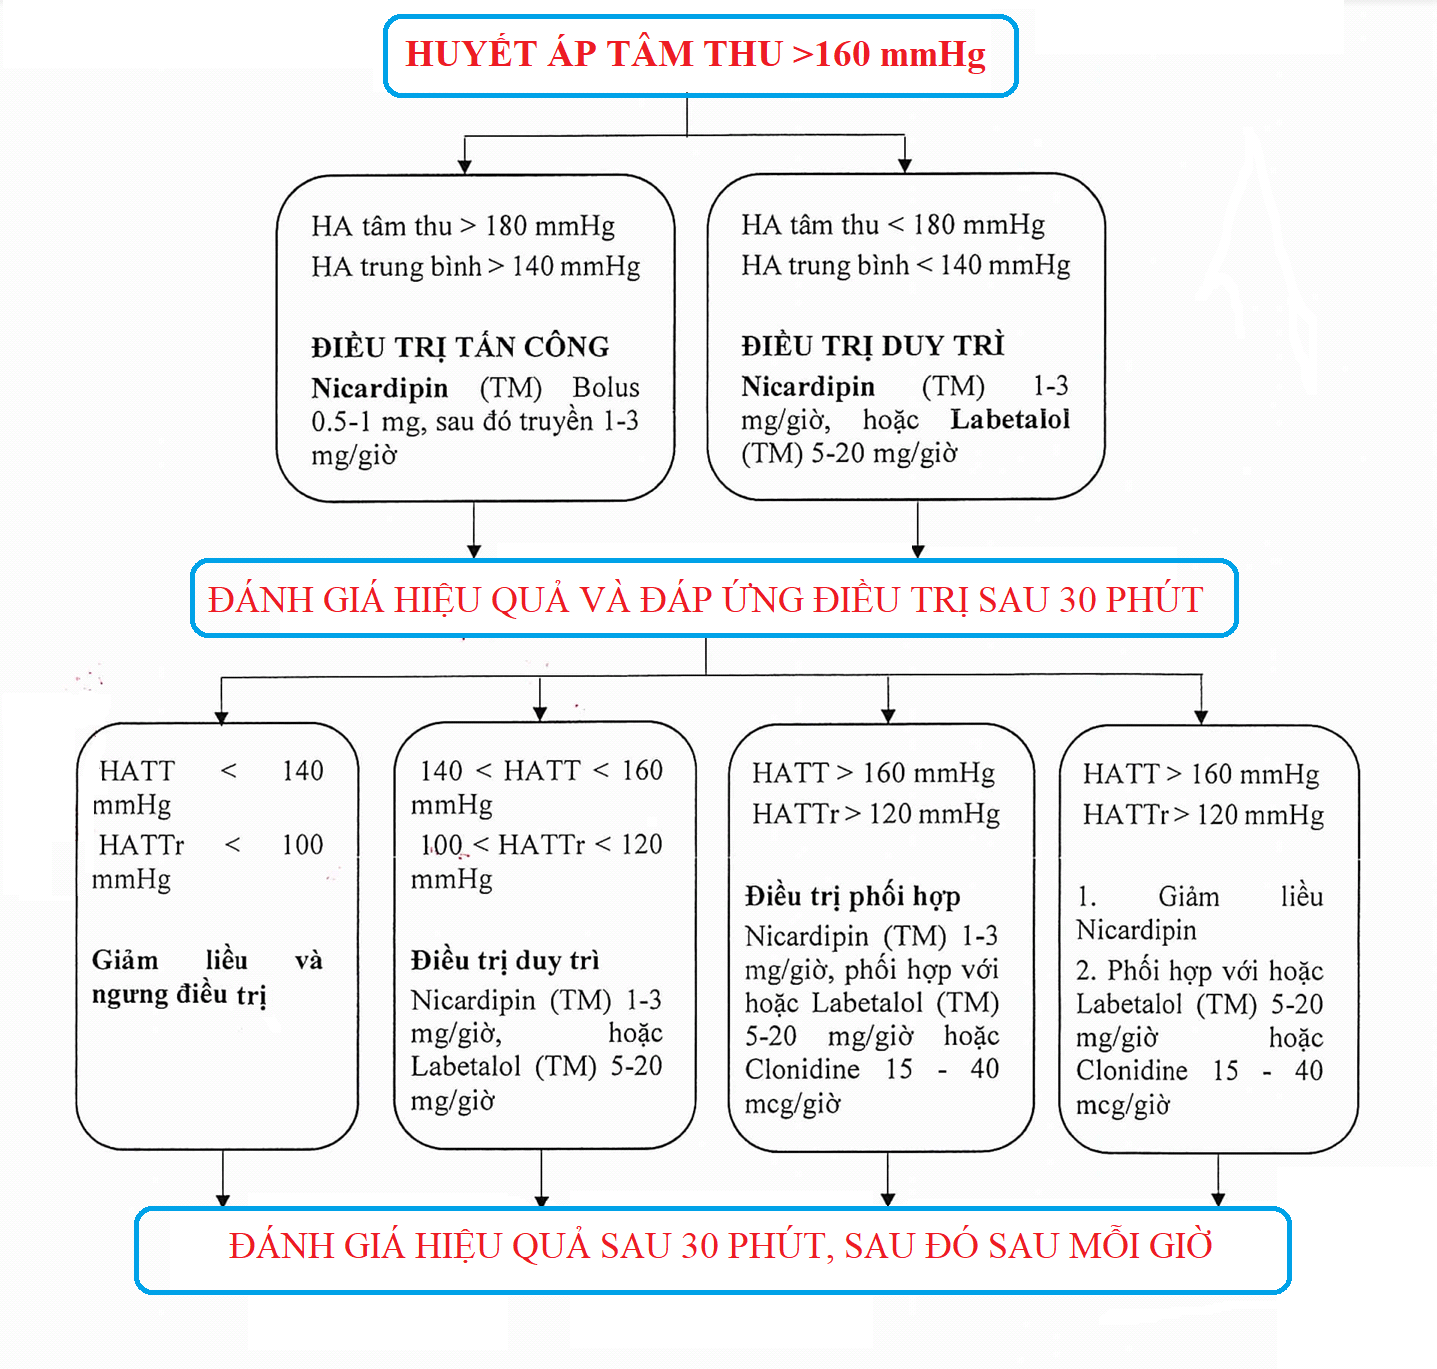 HUYẾT ÁP TÂM THU >160 mmHg
HA tâm thu > 180 mmHg
HA trung bình > 140 mmHg
ĐIỀU TRỊ TẤN CÔNG
Nicardipin (TM) Bolus
0.5-1 mg, sau đó truyền 1-3
mg/giờ
HA tâm thu < 180 mmHg
HA trung bình < 140 mmHg
ĐIỀU TRỊ DUY TRÌ
Nicardipin (TM) 1-3
mg/giờ, hoặc Labetalol
(TM) 5-20 mg/giờ
ĐÁNH GIÁ HIỆU QUẢ VÀ ĐÁP ỨNG ĐIỀU TRỊ SAU 30 PHÚT
HATT < 140
mmHg
HATTr < 100
mmHg
Giảm liều và
ngưng điều trị
140 < HATT < 160
mmHg
100 < HATTr < 120
mmHg
Điều trị duy trì
Nicardipin (TM) 1-3
mg/giờ, hoặc
Labetalol (TM) 5-20
mg/giờ
HATT > 160 mmHg
HATTr > 120 mmHg
Điều trị phối hợp
Nicardipin (TM) 1-3
mg/giờ, phối hợp với
hoặc Labetalol (TM)
5-20 mg/giờ hoặc
Clonidine 15 - 40
mcg/giờ
HATT > 160 mmHg
HATTr > 120 mmHg
1. Giảm liều
Nicardipin
2. Phối hợp với hoặc
Labetalol (TM) 5-20
mg/giờ hoặc
Clonidine 15 - 40
mcg/giờ
ĐÁNH GIÁ HIỆU QUẢ SAU 30 PHÚT, SAU ĐÓ SAU MỖI GIỜ